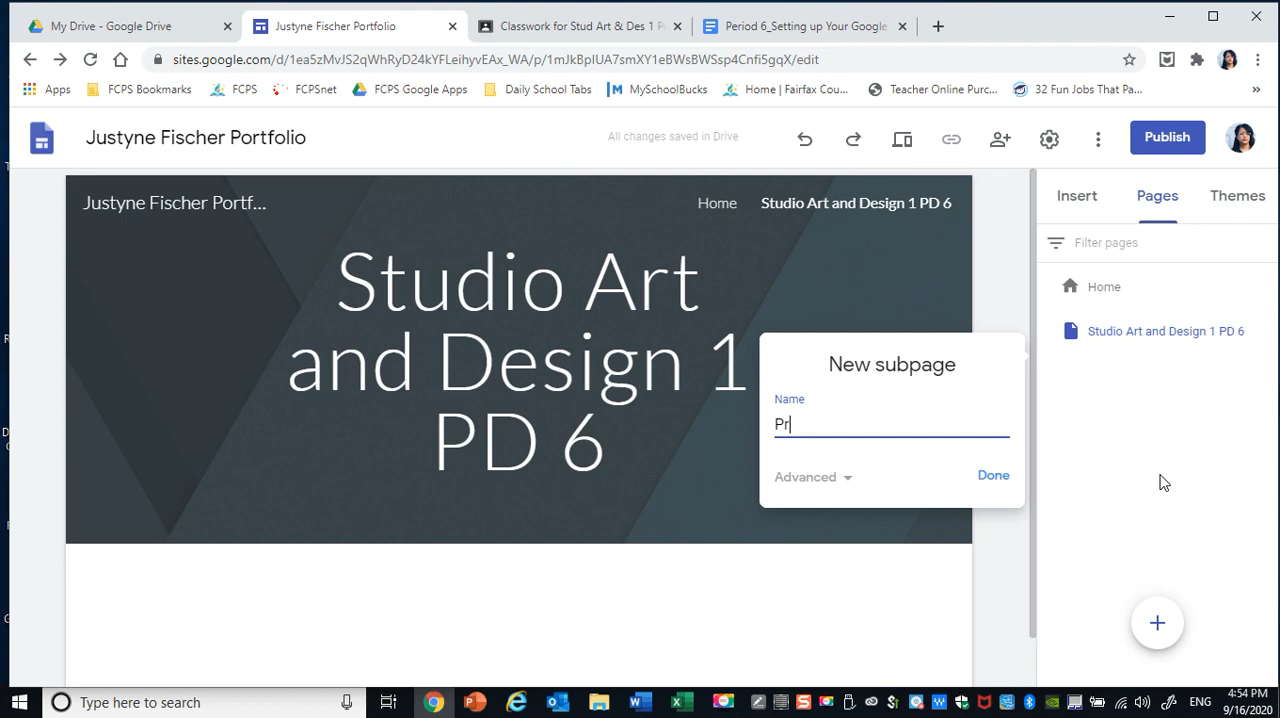 My Drive - Google Drive
Justyne Fischer Portfolio
Classwork for Stud Art & Des 1 P
Period 6_Setting up Your Google
sites.google.com/d/1ea5zMvJS2qWhRyD24kYFLeihyvEAx_WA/p/1mJkBpIUA7smXY1eBWsBWSsp4Cnfi5gqX/edit
Apps
FCPS Bookmarks
FCPS
FCPSnet
FCPS Google Apps
Daily School Tabs
MySchoolBucks
Home | Fairfax Cou...
Teacher Online Purc...
32 Fun Jobs That Pa...
Justyne Fischer Portfolio
All changes saved in Drive
Publish
Justyne Fischer Portf...
Home
Studio Art and Design 1 PD 6
Studio Art
and Design 1
PD 6
Insert
Pages
Themes
Filter pages
Home
Studio Art and Design 1 PD 6
New subpage
Name
Pr
Advanced
Done
Type here to search
ENG
4:54 PM
9/16/2020